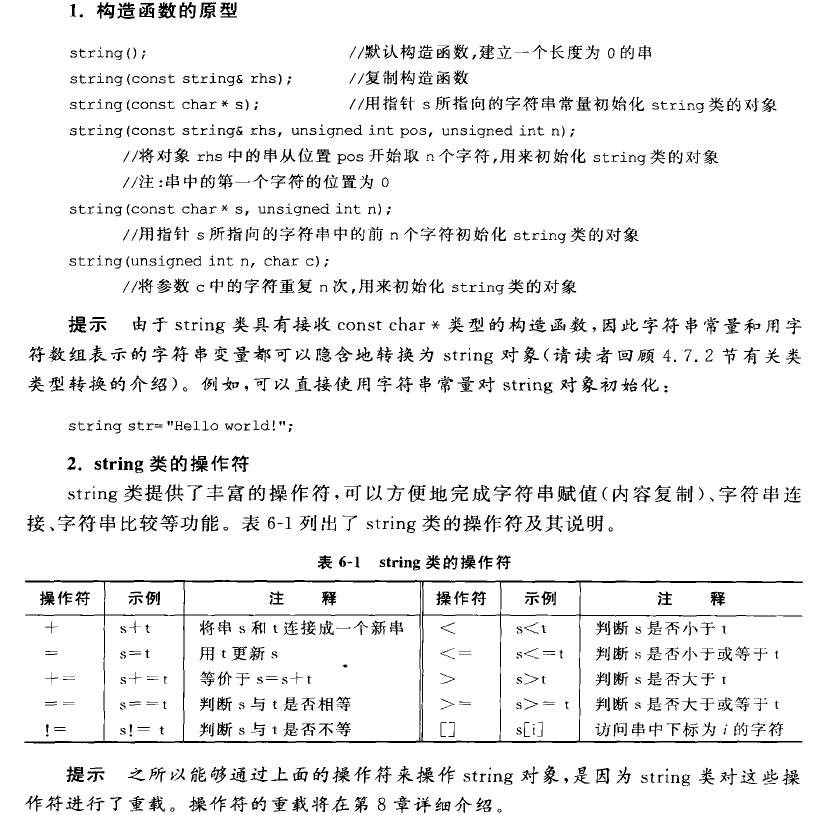 1. 构造函数的原型
string(); //默认构造函数,建立一个长度为 0 的串
string(const string& rhs); //复制构造函数
string(const char * s); //用指针 s 所指向的字符串常量初始化 string 类的对象
string(const string& rhs, unsigned int pos, unsigned int n);
//将对象 rhs 中的串从位置 pos 开始取 n 个字符,用来初始化 string 类的对象
//注:串中的第一个字符的位置为 0
string(const char * s, unsigned int n);
//用指针 s 所指向的字符串中的前 n 个字符初始化 string 类的对象
string(unsigned int n, char c);
//将参数 c 中的字符重复 n 次,用来初始化 string 类的对象
提示 由于 string 类具有接收 const char * 类型的构造函数,因此字符串常量和用字
符数组表示的字符串变量都可以隐含地转换为 string 对象(请读者回顾 4.7.2 节有关类
类型转换的介绍)。例如,可以直接使用字符串常量对 string 对象初始化:
string str="Hello world!";
2. string 类的操作符
string 类提供了丰富的操作符,可以方便地完成字符串赋值(内容复制)、字符串连
接、字符串比较等功能。表 6-1 列出了 string 类的操作符及其说明。
表 6-1 string 类的操作符
操作符 示例 注 释 操作符 示例 注 释
+ s+t 将串 s 和 t 连接成一个新串 < s<t 判断 s 是否小于 t
= s=t 用 t 更新 s <= s<=t 判断 s 是否小于或等于 t
+= s+=t 等价于 s=s+t > s>t 判断 s 是否大于 t
== s==t 判断 s 与 t 是否相等 >= s>= t 判断 s 是否大于或等于 t
!= s!= t 判断 s 与 t 是否不等 [] s[i] 访问串中下标为 i 的字符
提示 之所以能够通过上面的操作符来操作 string 对象,是因为 string 类对这些操
作符进行了重载。操作符的重载将在第 8 章详细介绍。